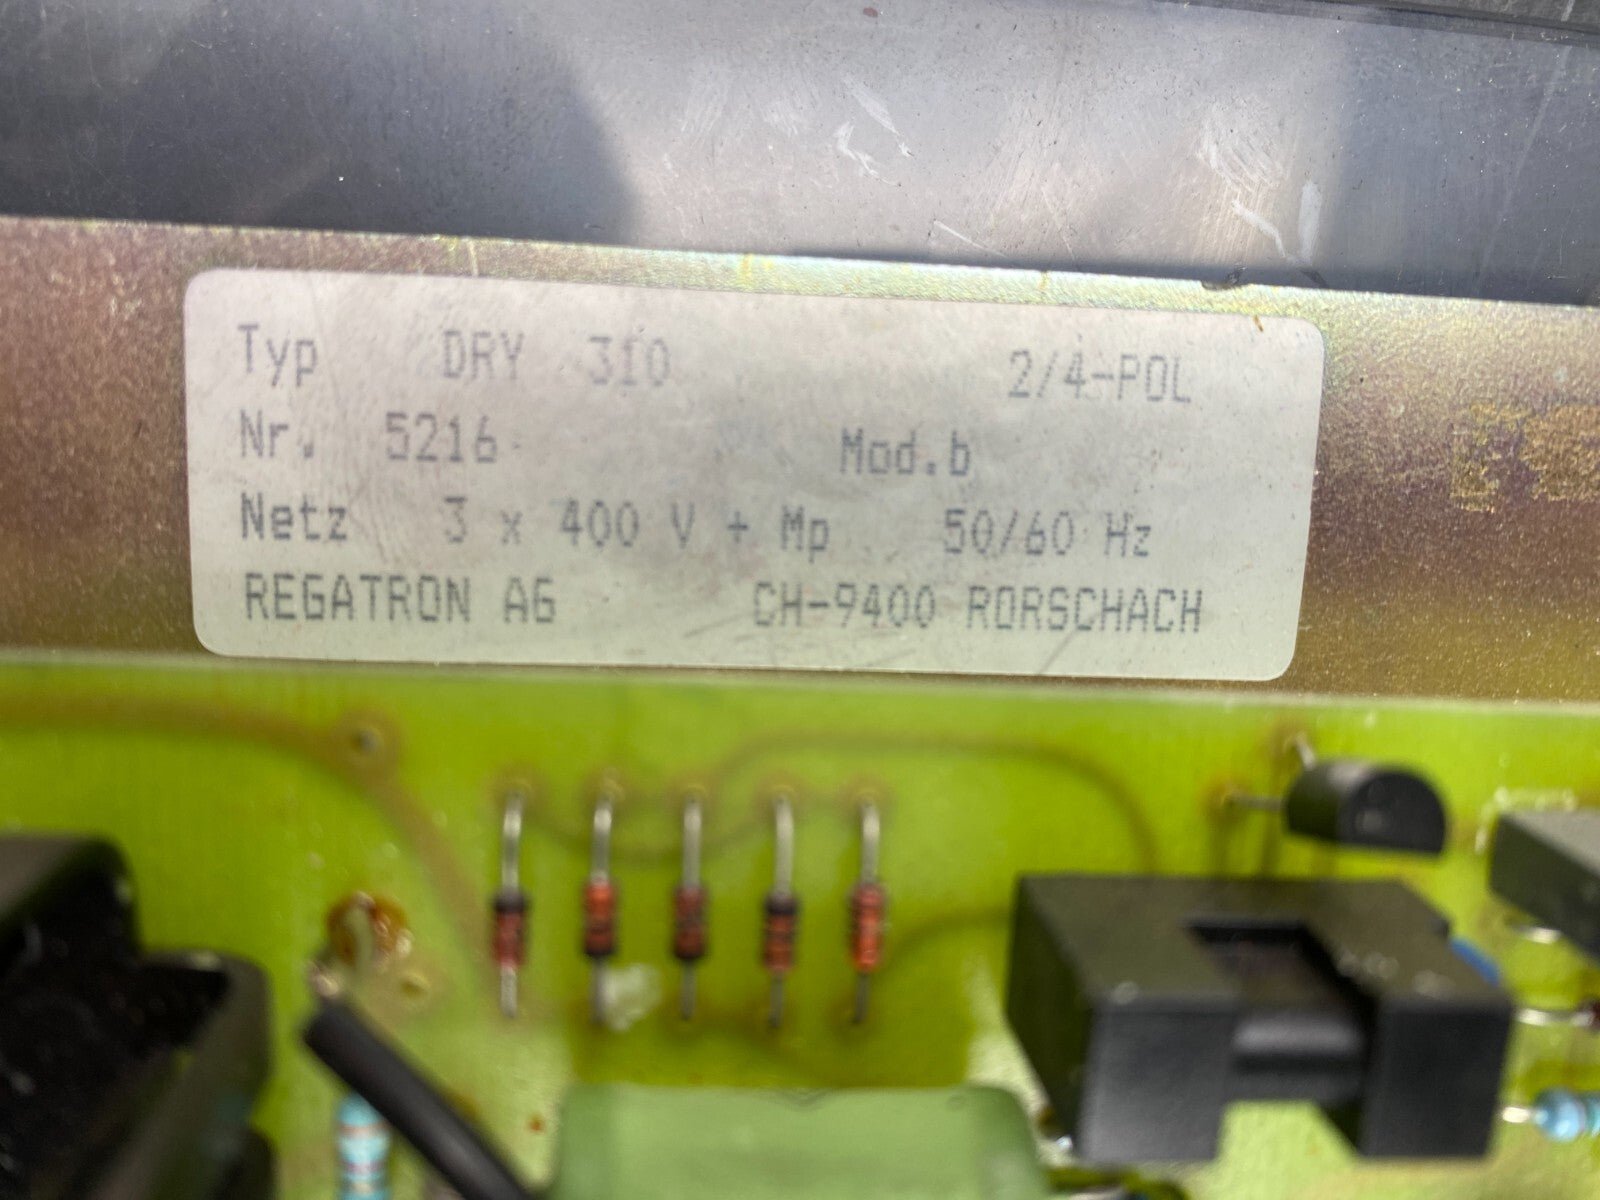 Typ DRY 310 2/4-POL
Nr. 5216 Mod.b
Netz 3 x 400 V + Mp 50/60 Hz
REGATRON AG CH-9400 RORSCHACH